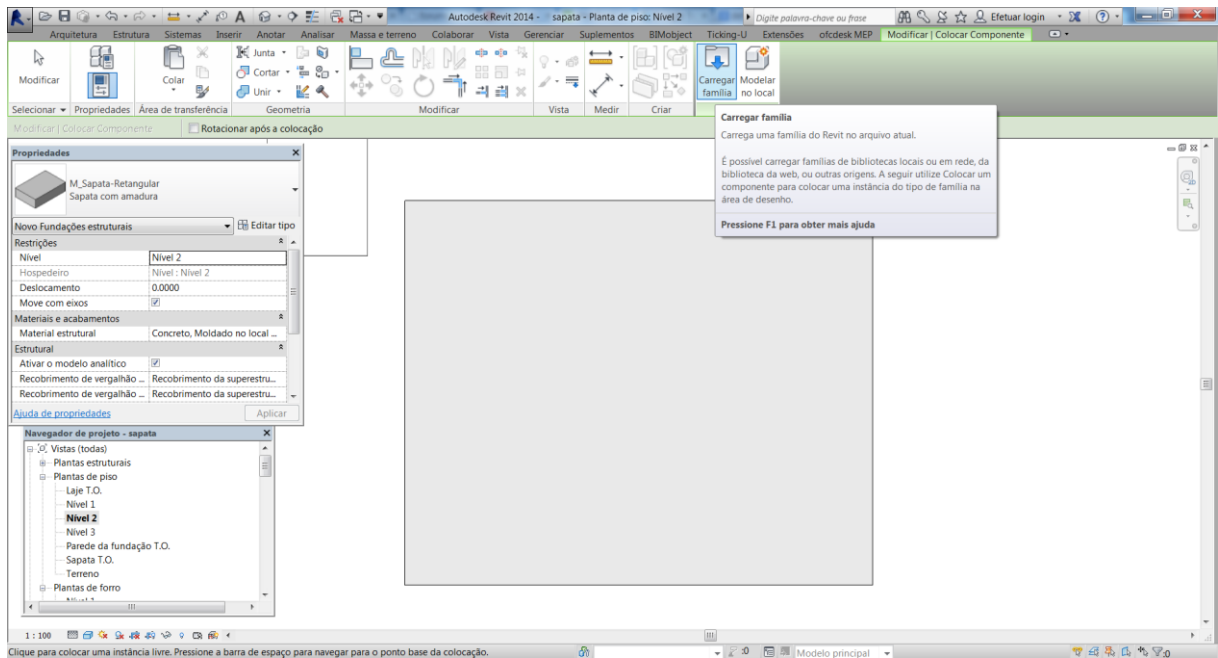 Autodesk Revit 2014 - sapata - Planta de piso: Nível 2
Digite palavra-chave ou frase
Efetuar login
Arquitetura Estrutura Sistemas Inserir Anotar Analisar Massa e terreno Colaborar Vista Gerenciar Suplementos BIMobject Ticking-U Extensões ofcdesk MEP Modificar | Colocar Componente
Modificar
Colar
Junta
Cortar
Unir
Carregar família
Modelar no local
Selecionar Propriedades Área de transferência Geometria Modificar Vista Medir Criar
Modificar | Colocar Componente
Rotacionar após a colocação
Carregar família
Carrega uma família do Revit no arquivo atual.
É possível carregar famílias de bibliotecas locais ou em rede, da
biblioteca da web, ou outras origens. A seguir utilize Colocar um
componente para colocar uma instância do tipo de família na
área de desenho.
Pressione F1 para obter mais ajuda
Propriedades
M_Sapata-Retangular
Sapata com amadura
Novo Fundações estruturais Editar tipo
Restrições
Nível Nível 2
Hospedeiro Nível : Nível 2
Deslocamento 0.0000
Move com eixos
Materiais e acabamentos
Material estrutural Concreto, Moldado no local ...
Estrutural
Ativar o modelo analítico
Recobrimento de vergalhão ... Recobrimento da superestru...
Recobrimento de vergalhão ... Recobrimento da superestru...
Ajuda de propriedades Aplicar
Navegador de projeto - sapata
Vistas (todas)
Plantas estruturais
Plantas de piso
Laje T.O.
Nível 1
Nível 2
Nível 3
Parede da fundação T.O.
Sapata T.O.
Terreno
Plantas de forro
Nível 1
1 : 100
Clique para colocar uma instância livre. Pressione a barra de espaço para navegar para o ponto base da colocação.
:0
Modelo principal
:0